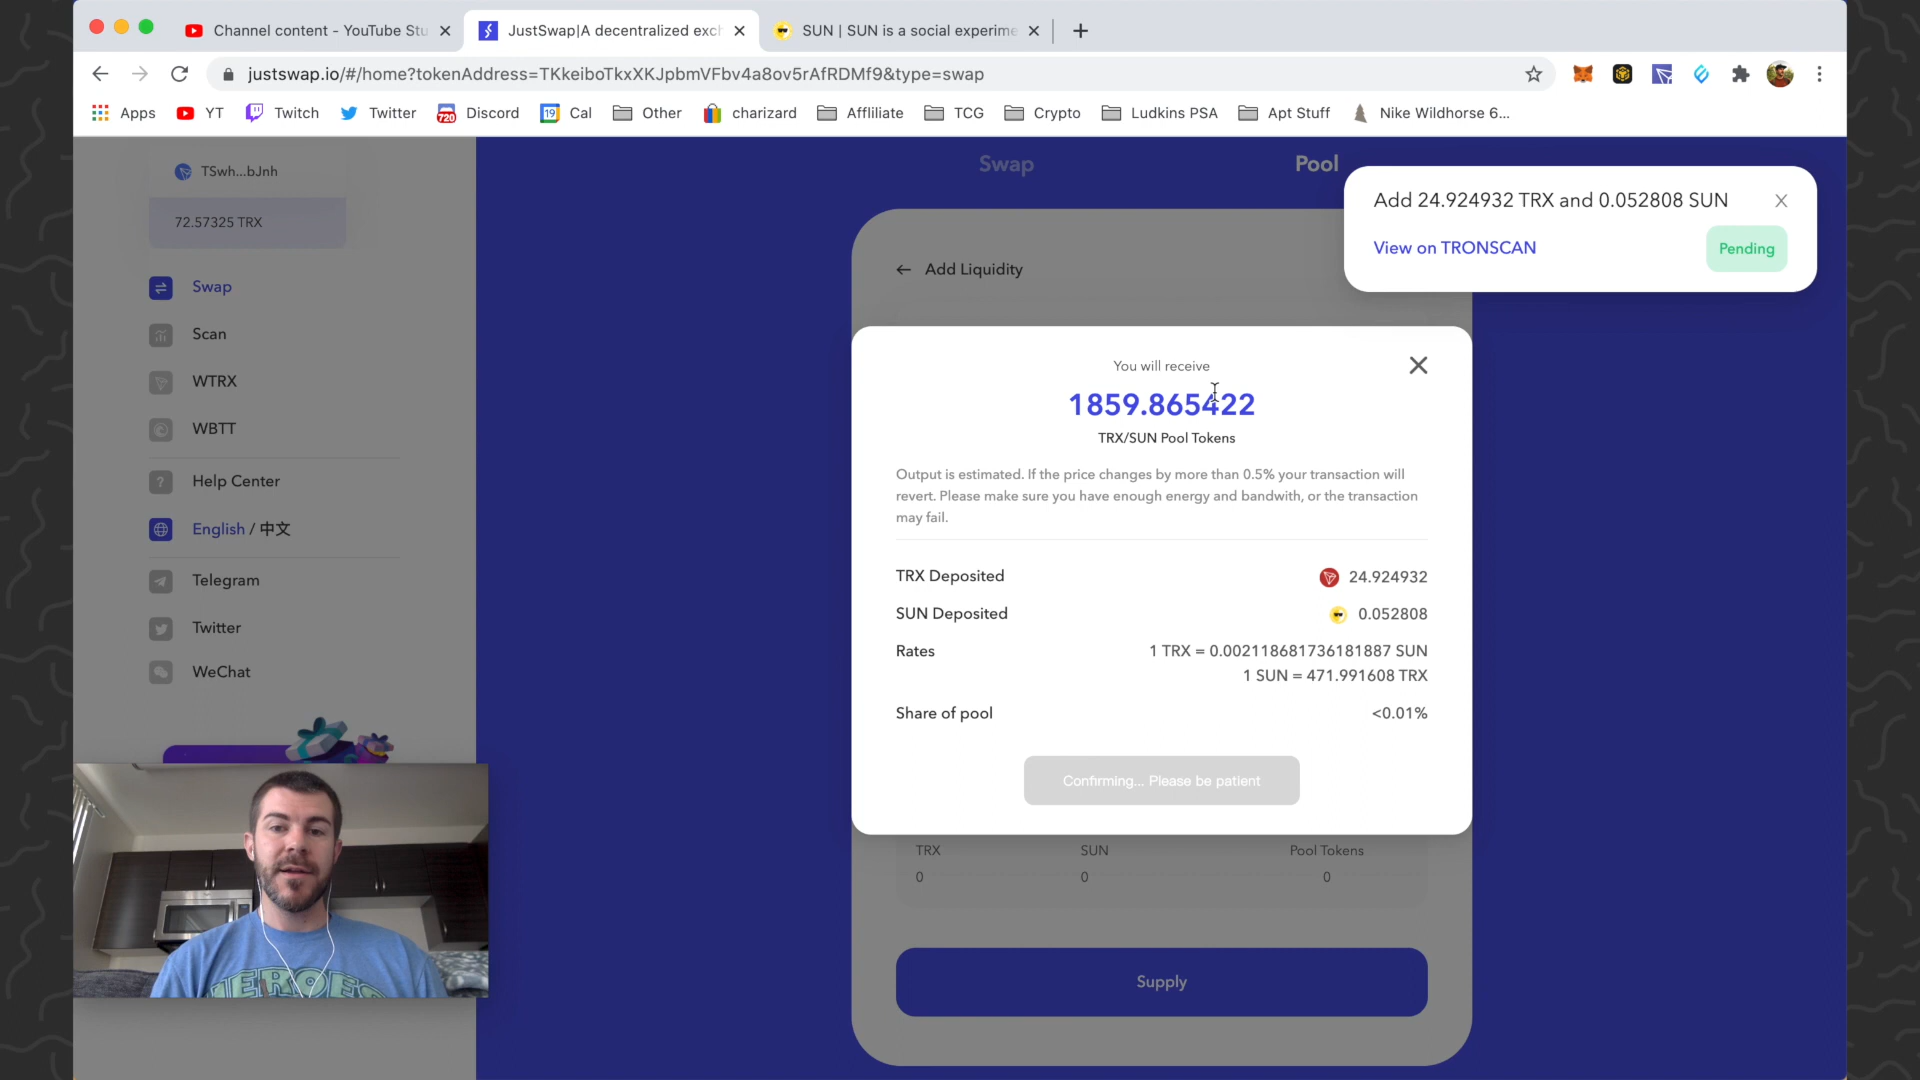 Channel content - YouTube Stu
JustSwap|A decentralized exch
SUN | SUN is a social experime
justswap.io/#/home?tokenAddress=TKkeiboTkxXKJpbmVFbv4a8ov5rAfRDMf9&type=swap
Apps
YT
Twitch
Twitter
720
Discord
19
Cal
Other
charizard
Affliliate
TCG
Crypto
Ludkins PSA
Apt Stuff
Nike Wildhorse 6...
TSwh...bJnh
72.57325 TRX
Swap
Scan
WTRX
WBTT
Help Center
English / 中文
Telegram
Twitter
WeChat
Swap
Pool
Add 24.924932 TRX and 0.052808 SUN
View on TRONSCAN
Pending
Add Liquidity
You will receive
1859.865422
TRX/SUN Pool Tokens
Output is estimated. If the price changes by more than 0.5% your transaction will
revert. Please make sure you have enough energy and bandwith, or the transaction
may fail.
TRX Deposited
24.924932
SUN Deposited
0.052808
Rates
1 TRX = 0.002118681736181887 SUN
1 SUN = 471.991608 TRX
Share of pool
<0.01%
Confirming... Please be patient
TRX
SUN
Pool Tokens
0
0
0
Supply
HEROES